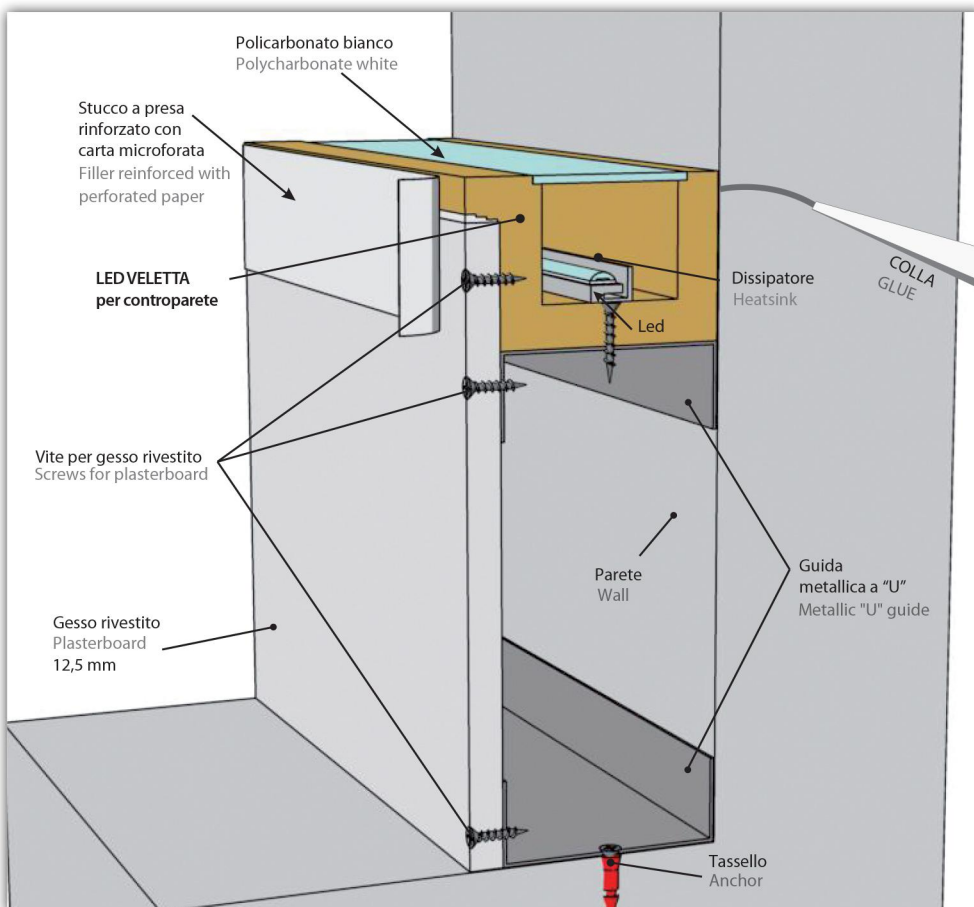 Policarbonato bianco
Polycharbonate white
Stucco a presa
rinforzato con
carta microforata
Filler reinforced with
perforated paper
LED VELETTA
per controparete
Dissipatore
Heatsink
COLLA
GLUE
Led
Vite per gesso rivestito
Screws for plasterboard
Parete
Wall
Guida
metallica a “U”
Metallic "U" guide
Gesso rivestito
Plasterboard
12,5 mm
Tassello
Anchor